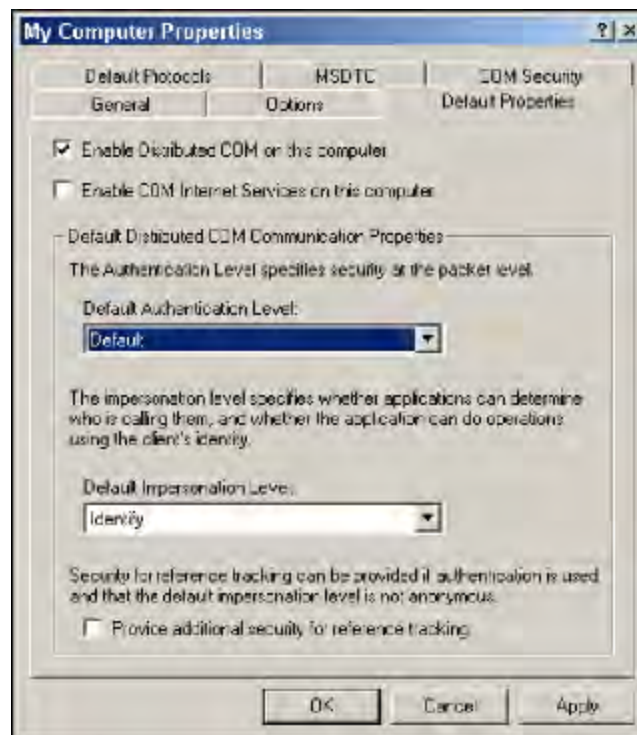 My Computer Properties
Default Protocols MSDTC COM Security
General Options Default Properties
Enable Distributed COM on this computer
Enable COM Internet Services on this computer
Default Distributed COM Communication Properties
The Authentication Level specifies security at the packet level.
Default Authentication Level:
Default
The impersonation level specifies whether applications can determine
who is calling them, and whether the application can do operations
using the client's identity.
Default Impersonation Level:
Identify
Security for reference tracking can be provided if authentication is used
and that the default impersonation level is not anonymous.
Provide additional security for reference tracking
OK Cancel Apply